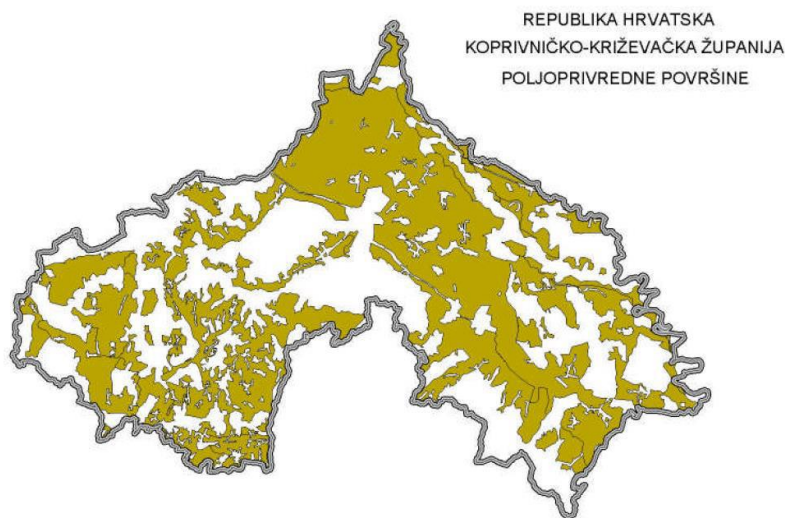 REPUBLIKA HRVATSKA
KOPRIVNIČKO-KRIŽEVAČKA ŽUPANIJA
POLJOPRIVREDNE POVRŠINE